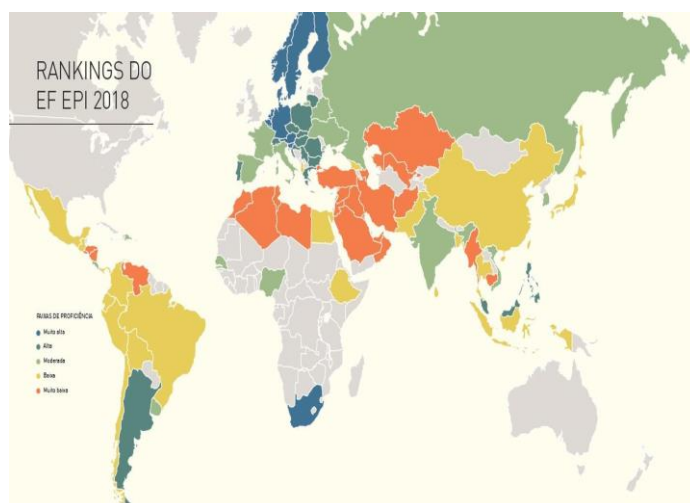 RANKINGS DO
EF EPI 2018
FAIXAS DE PROFICIÊNCIA
Muito alta
Alta
Moderada
Baixa
Muito baixa